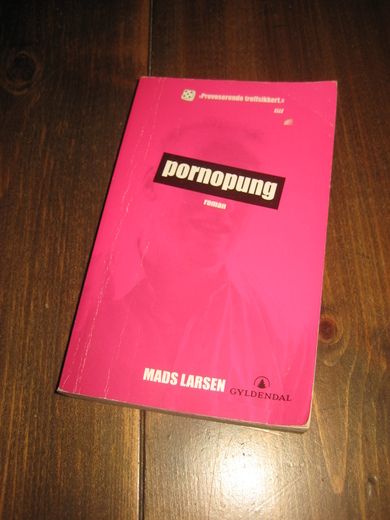 «Provoserende treffsikkert.»
pornopung
roman
MADS LARSEN
GYLDENDAL